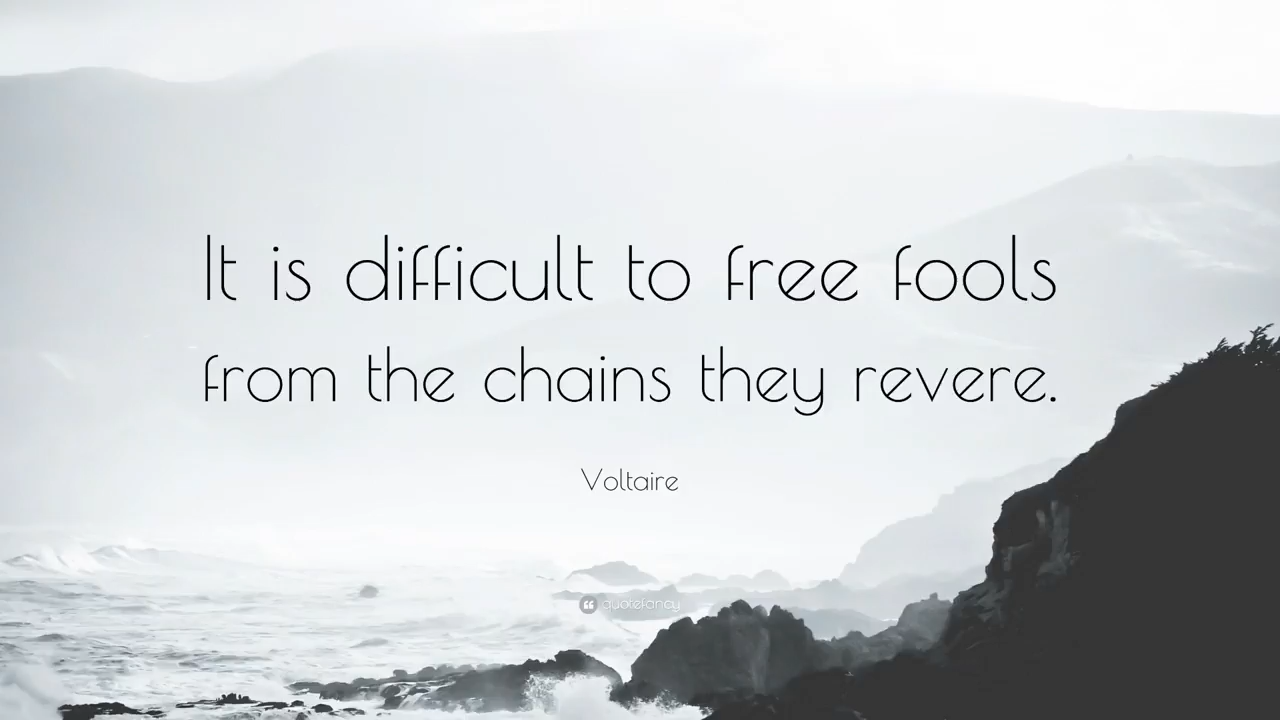 It is difficult to free fools
from the chains they revere.
Voltaire
quotefancy